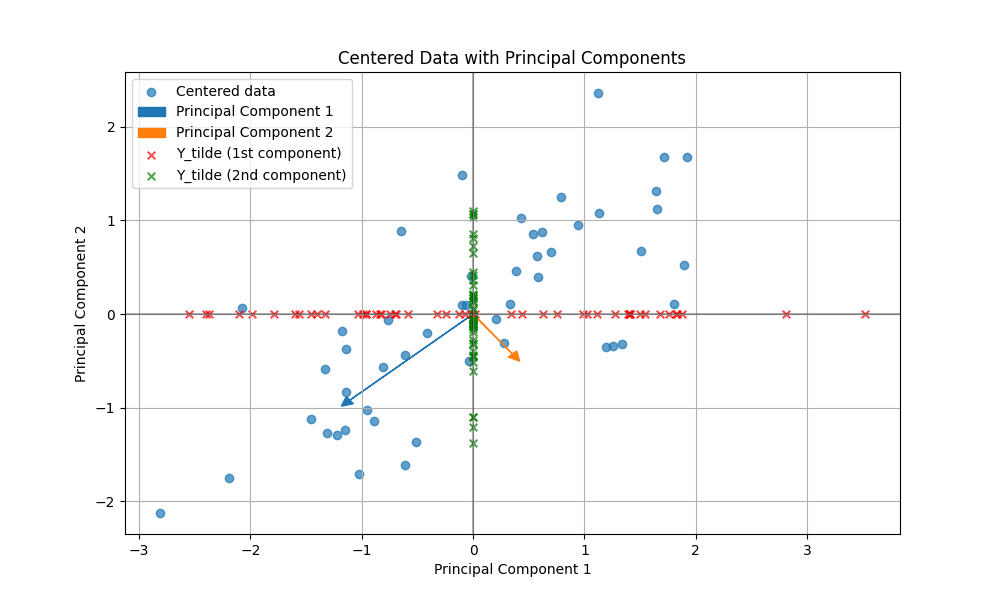 Centered Data with Principal Components
Centered data
Principal Component 1
Principal Component 2
Y_tilde (1st component)
Y_tilde (2nd component)
Principal Component 2
2
1
0
−1
−2
−3
−2
−1
0
1
2
3
Principal Component 1